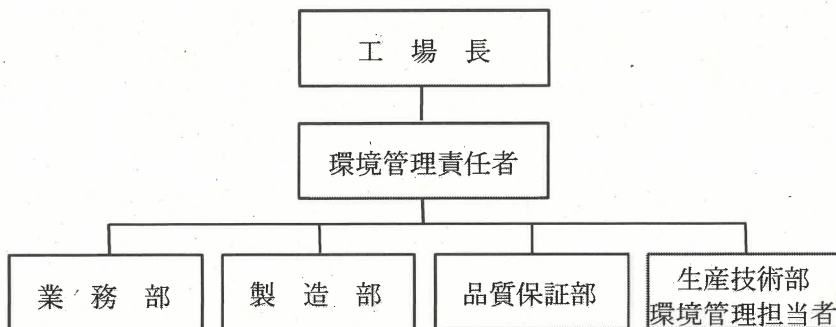 工場長
環境管理責任者
業務部
製造部
品質保証部
生産技術部
環境管理担当者